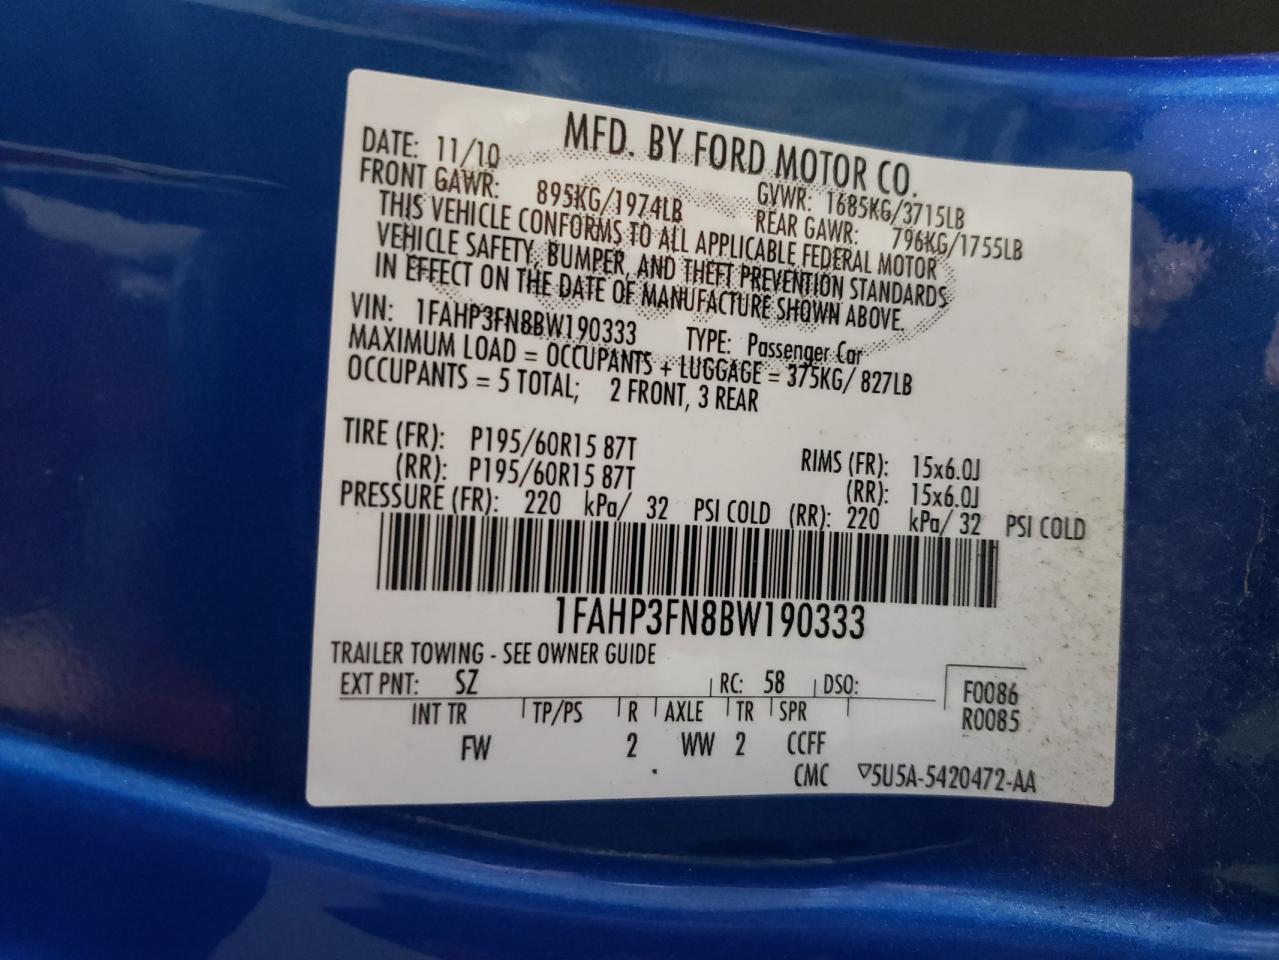 MFD. BY FORD MOTOR CO.
DATE: 11/10
GVWR: 1685KG/3715LB
FRONT GAWR: 895KG/1974LB REAR GAWR: 796KG/1755LB
THIS VEHICLE CONFORMS TO ALL APPLICABLE FEDERAL MOTOR
VEHICLE SAFETY, BUMPER, AND THEFT PREVENTION STANDARDS
IN EFFECT ON THE DATE OF MANUFACTURE SHOWN ABOVE.
VIN: 1FAHP3FN8BW190333 TYPE: Passenger Car
MAXIMUM LOAD = OCCUPANTS + LUGGAGE = 375KG/ 827LB
OCCUPANTS = 5 TOTAL; 2 FRONT, 3 REAR
TIRE (FR): P195/60R15 87T RIMS (FR): 15x6.0J
(RR): P195/60R15 87T (RR): 15x6.0J
PRESSURE (FR): 220 kPa/ 32 PSI COLD (RR): 220 kPa/ 32 PSI COLD
1FAHP3FN8BW190333
TRAILER TOWING - SEE OWNER GUIDE
EXT PNT: SZ RC: 58 DSO: F0086
R0085
INT TR TP/PS R AXLE TR SPR
FW 2 WW 2 CCFF
CMC ▽5U5A-5420472-AA